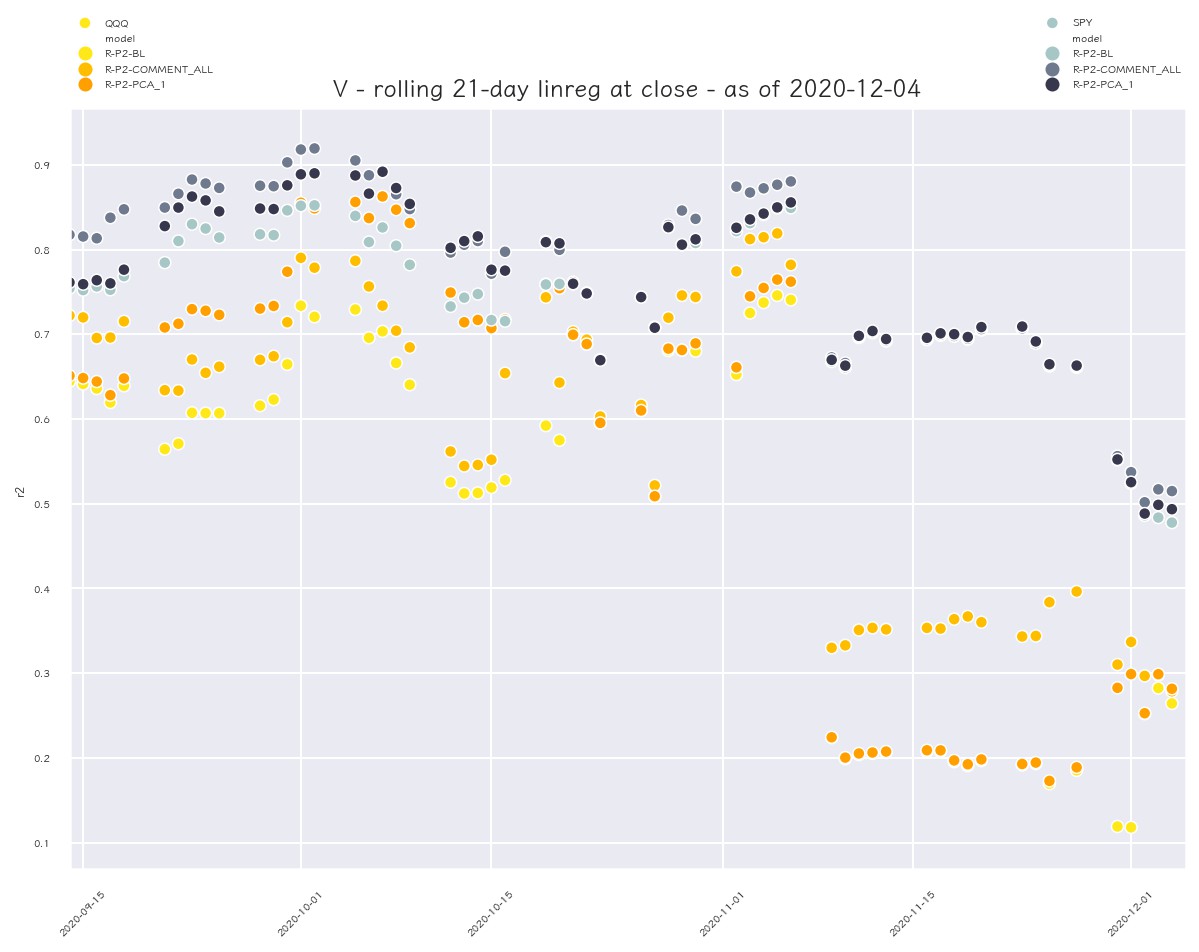 QQQ
model
R-P2-BL
R-P2-COMMENT_ALL
R-P2-PCA_1
SPY
model
R-P2-BL
R-P2-COMMENT_ALL
R-P2-PCA_1
V - rolling 21-day linreg at close - as of 2020-12-04
0.9
0.8
0.7
0.6
0.5
r2
0.4
0.3
0.2
0.1
2020-09-15
2020-10-01
2020-10-15
2020-11-01
2020-11-15
2020-12-01